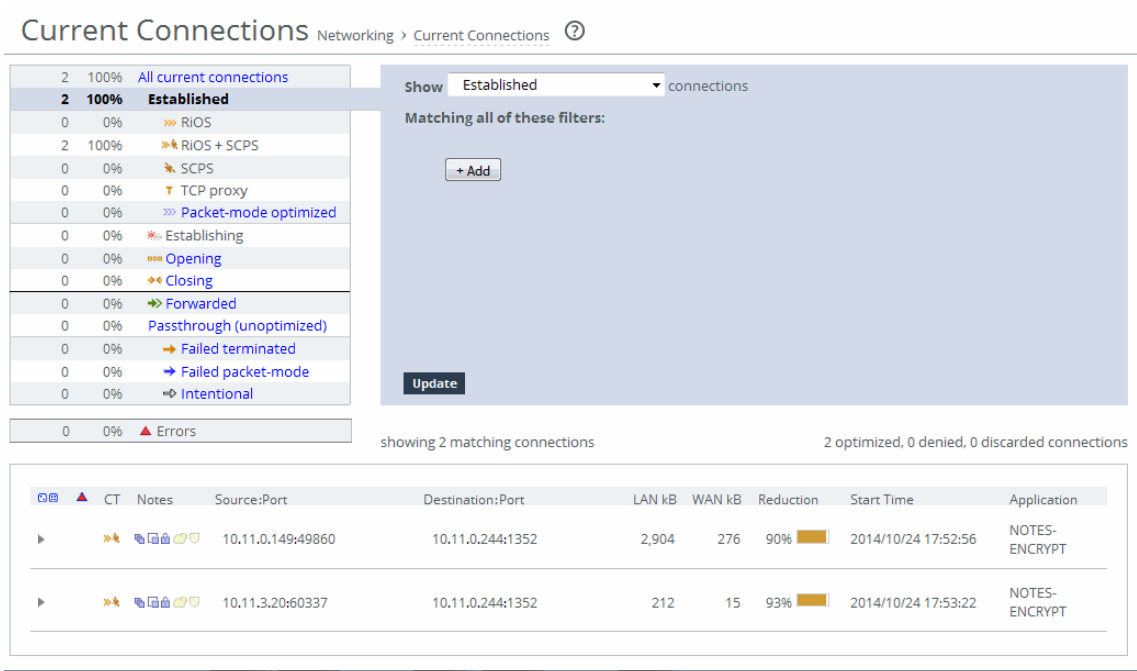 Current Connections Networking › Current Connections ?
2 100% All current connections
2 100% Established
0 0% RiOS
2 100% RiOS + SCPS
0 0% SCPS
0 0% T TCP proxy
0 0% Packet-mode optimized
0 0% Establishing
0 0% Opening
0 0% Closing
0 0% Forwarded
0 0% Passthrough (unoptimized)
0 0% Failed terminated
0 0% Failed packet-mode
0 0% Intentional
0 0% Errors
Show Established connections
Matching all of these filters:
+ Add
Update
showing 2 matching connections
2 optimized, 0 denied, 0 discarded connections
CT Notes Source:Port Destination:Port LAN kB WAN kB Reduction Start Time Application
10.11.0.149:49860 10.11.0.244:1352 2,904 276 90% 2014/10/24 17:52:56 NOTES-
ENCRYPT
10.11.3.20:60337 10.11.0.244:1352 212 15 93% 2014/10/24 17:53:22 NOTES-
ENCRYPT